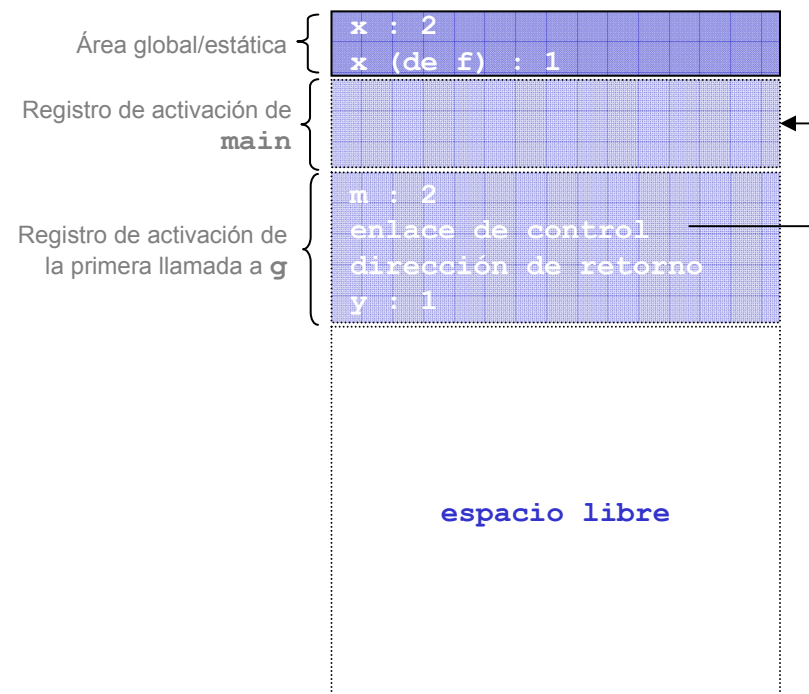 Área global/estática
x : 2
x (de f) : 1
Registro de activación de
main
Registro de activación de
la primera llamada a g
m : 2
enlace de control
dirección de retorno
y : 1
espacio libre